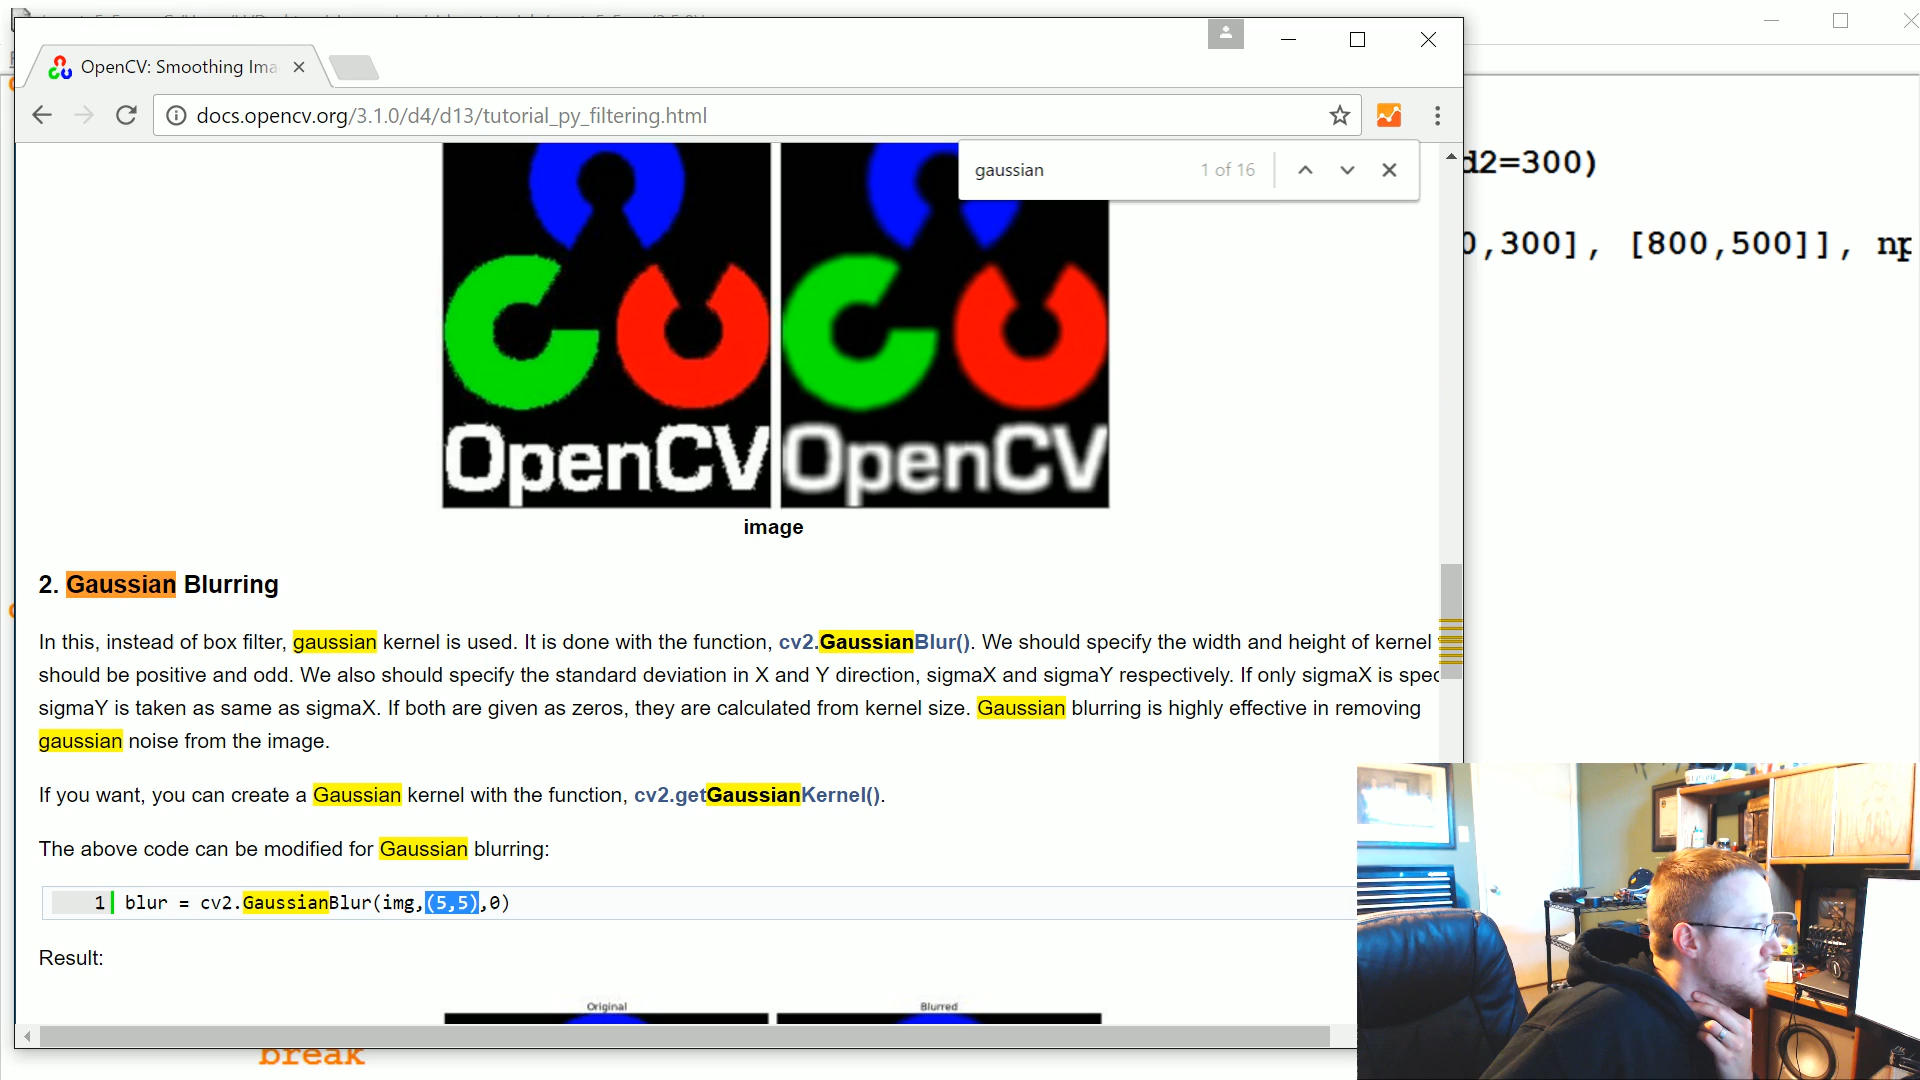 OpenCV: Smoothing Ima
docs.opencv.org/3.1.0/d4/d13/tutorial_py_filtering.html
gaussian 1 of 16
d2=300)
0,300], [800,500]], np
OpenCV OpenCV
image
2. Gaussian Blurring
In this, instead of box filter, gaussian kernel is used. It is done with the function, cv2.GaussianBlur(). We should specify the width and height of kernel
should be positive and odd. We also should specify the standard deviation in X and Y direction, sigmaX and sigmaY respectively. If only sigmaX is spec
sigmaY is taken as same as sigmaX. If both are given as zeros, they are calculated from kernel size. Gaussian blurring is highly effective in removing
gaussian noise from the image.
If you want, you can create a Gaussian kernel with the function, cv2.getGaussianKernel().
The above code can be modified for Gaussian blurring:
1 blur = cv2.GaussianBlur(img,(5,5),0)
Result:
Original Blurred
break